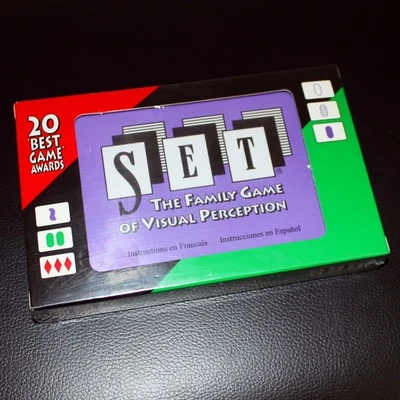 20
BEST
GAME
AWARDS
SET®
THE FAMILY GAME
OF VISUAL PERCEPTION
Instructions en Francais Instrucciones en Español